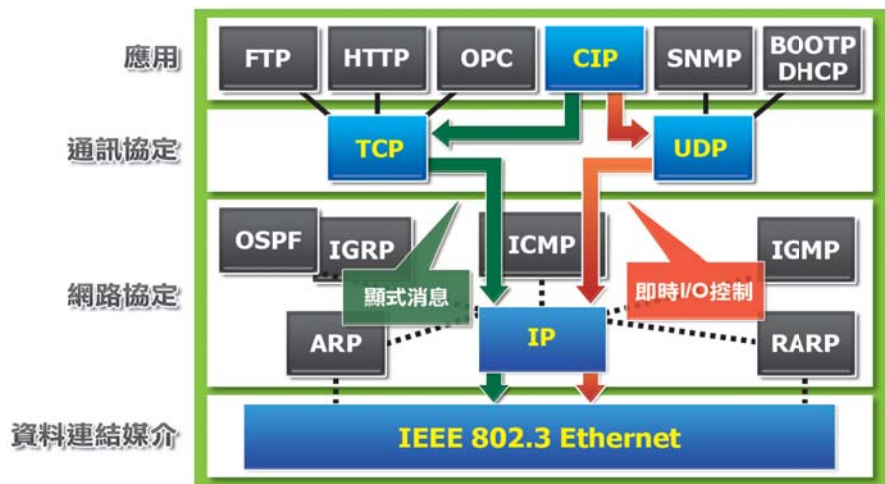 應用
FTP
HTTP
OPC
CIP
SNMP
BOOTP
DHCP
通訊協定
TCP
UDP
網路協定
OSPF
IGRP
ICMP
IGMP
顯式消息
即時I/O控制
ARP
IP
RARP
資料連結媒介
IEEE 802.3 Ethernet